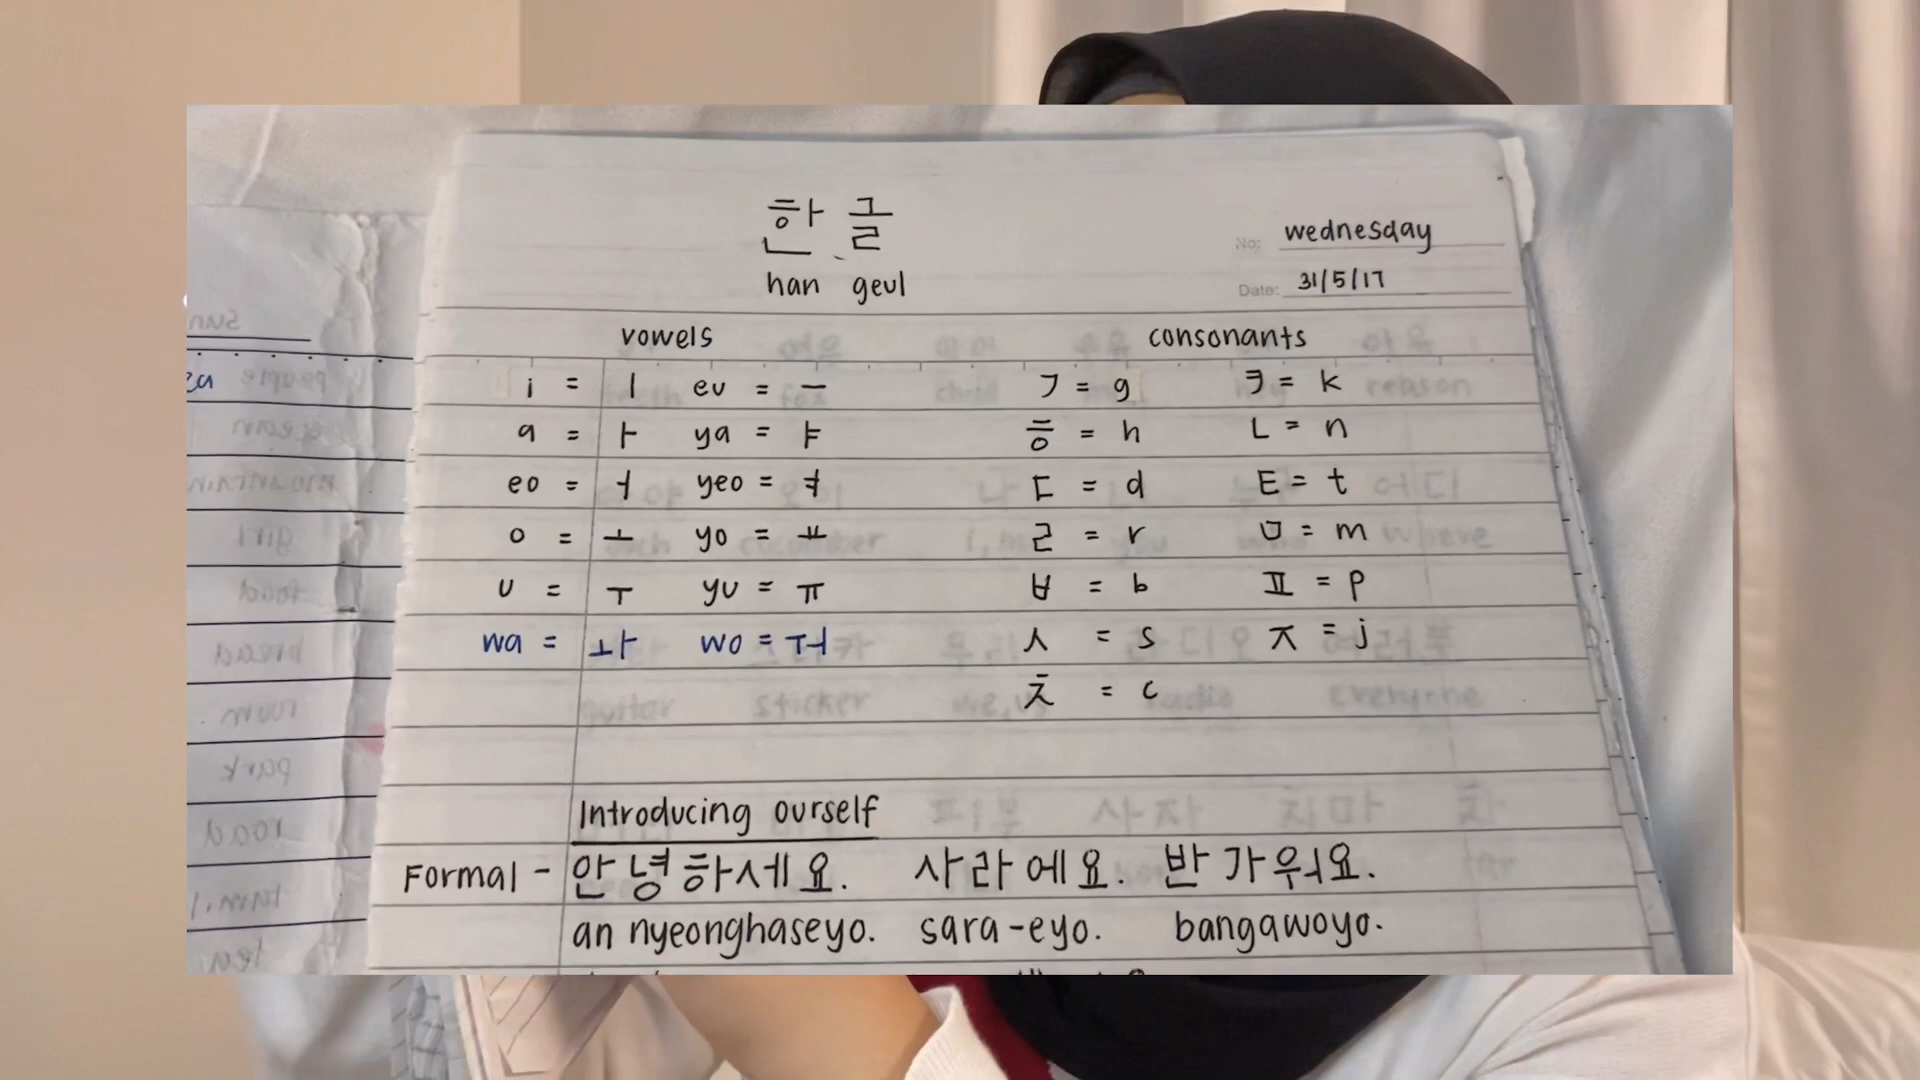 한글
han geul
No: wednesday
Date: 31/5/17
vowels consonants
i = ㅣ eu = ㅡ ㄱ = g ㅋ = k
a = ㅏ ya = ㅑ ㅎ = h ㄴ = n
eo = ㅓ yeo = ㅕ ㄷ = d ㅌ = t
o = ㅗ yo = ㅛ ㄹ = r ㅁ = m
u = ㅜ yu = ㅠ ㅂ = b ㅍ = p
wa = ㅘ wo = ㅝ ㅅ = s ㅈ = j
ㅊ = c
Introducing ourself
Formal - 안녕하세요. 사라에요. 반가워요.
an nyeonghaseyo. sara-eyo. bangawoyo.